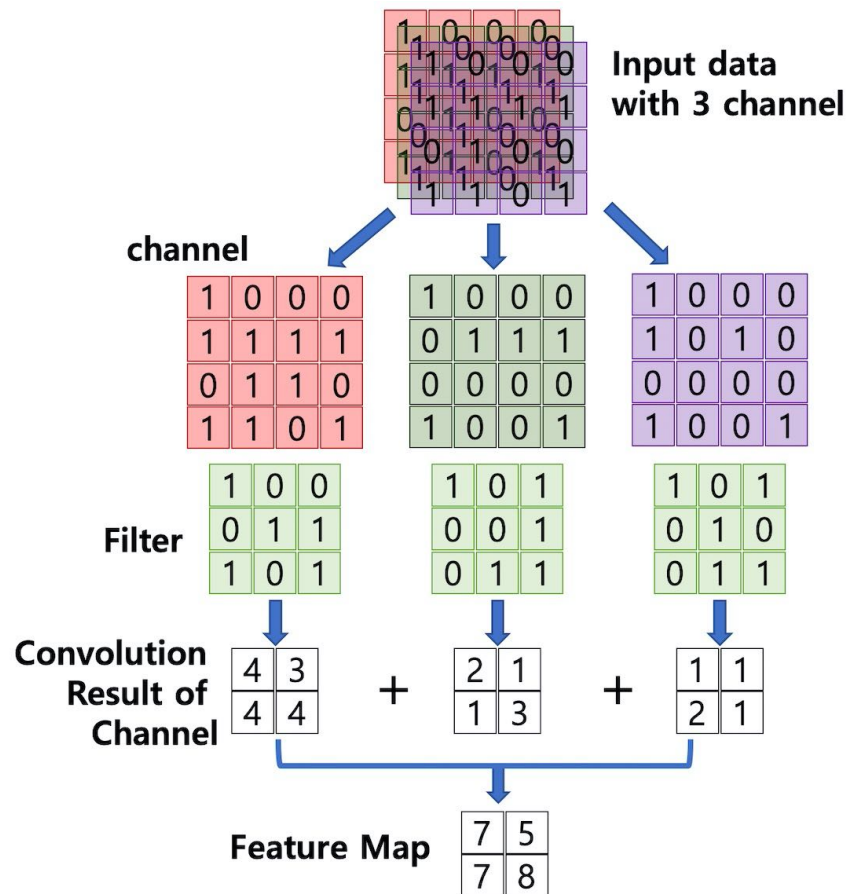 Input data
with 3 channel
channel
1 0 0 0
1 1 1 1
0 1 1 0
1 1 0 1
1 0 0 0
0 1 1 1
0 0 0 0
1 0 0 1
1 0 0 0
1 0 1 0
0 0 0 0
1 0 0 1
Filter
1 0 0
0 1 1
1 0 1
1 0 1
0 0 1
0 1 1
1 0 1
0 1 0
0 1 1
Convolution
Result of
Channel
4 3
4 4
+
2 1
1 3
+
1 1
2 1
Feature Map
7 5
7 8